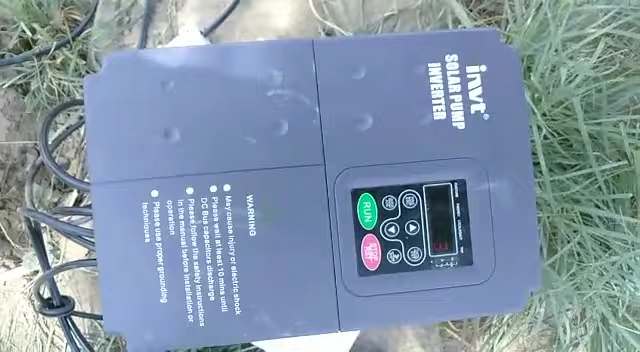 invt®
SOLAR PUMP
INVERTER
RUN
WARNING
● May cause injury or electric shock
● Please wait at least 10 mins until
DC Bus capacitors discharge
● Please follow the safety instructions
in the manual before installation or
operation
● Please use proper grounding
techniques